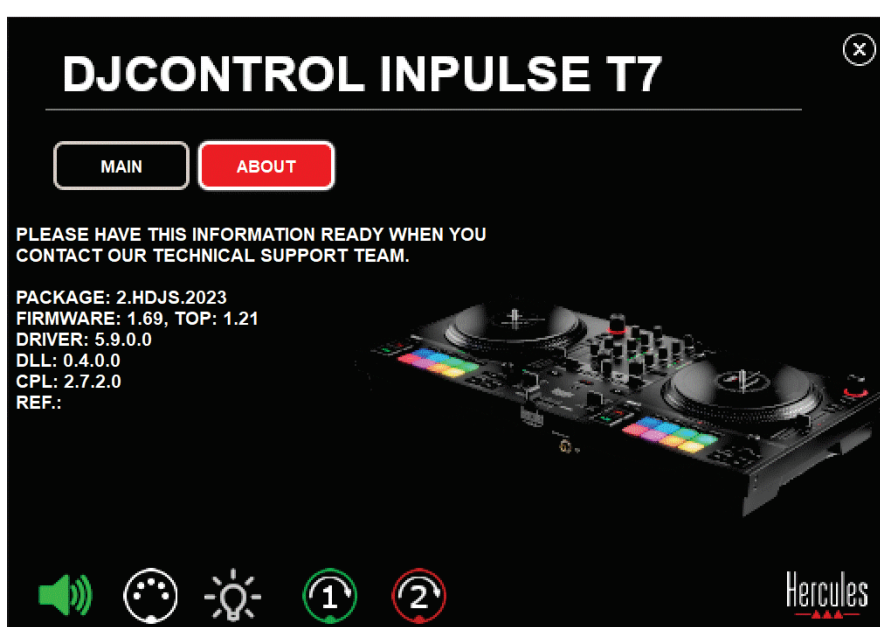 DJCONTROL INPULSE T7
MAIN
ABOUT
PLEASE HAVE THIS INFORMATION READY WHEN YOU
CONTACT OUR TECHNICAL SUPPORT TEAM.
PACKAGE: 2.HDJS.2023
FIRMWARE: 1.69, TOP: 1.21
DRIVER: 5.9.0.0
DLL: 0.4.0.0
CPL: 2.7.2.0
REF.:
1
2
Hercules